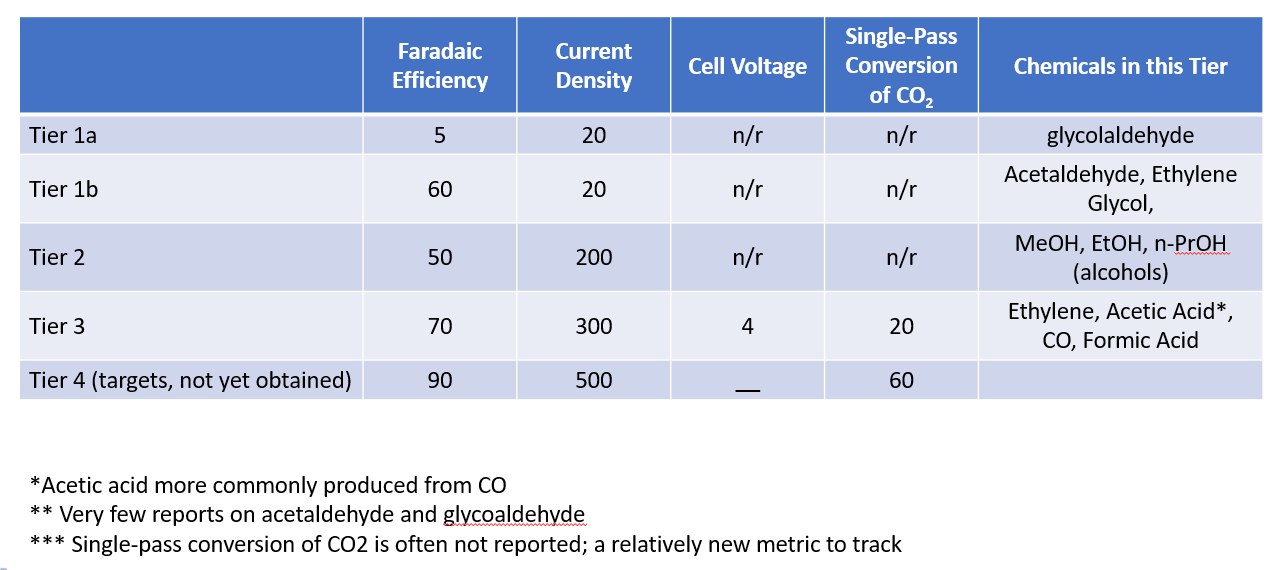 Faradaic Efficiency Current Density Cell Voltage Single-Pass Conversion of CO2 Chemicals in this Tier
Tier 1a 5 20 n/r n/r glycolaldehyde
Tier 1b 60 20 n/r n/r Acetaldehyde, Ethylene Glycol,
Tier 2 50 200 n/r n/r MeOH, EtOH, n-PrOH (alcohols)
Tier 3 70 300 4 20 Ethylene, Acetic Acid*, CO, Formic Acid
Tier 4 (targets, not yet obtained) 90 500 __ 60
*Acetic acid more commonly produced from CO
** Very few reports on acetaldehyde and glycoaldehyde
*** Single-pass conversion of CO2 is often not reported; a relatively new metric to track